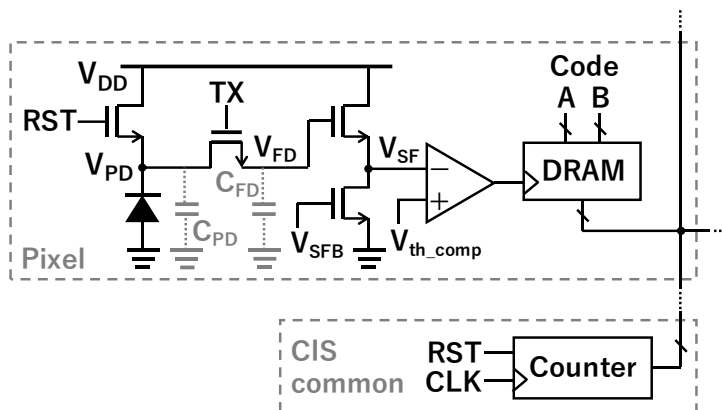 Code
A B
V_DD
TX
RST
V_FD
V_SF
DRAM
V_PD
C_FD
−
+
C_PD
V_SFB
V_th_comp
Pixel
CIS
common
RST
CLK
Counter